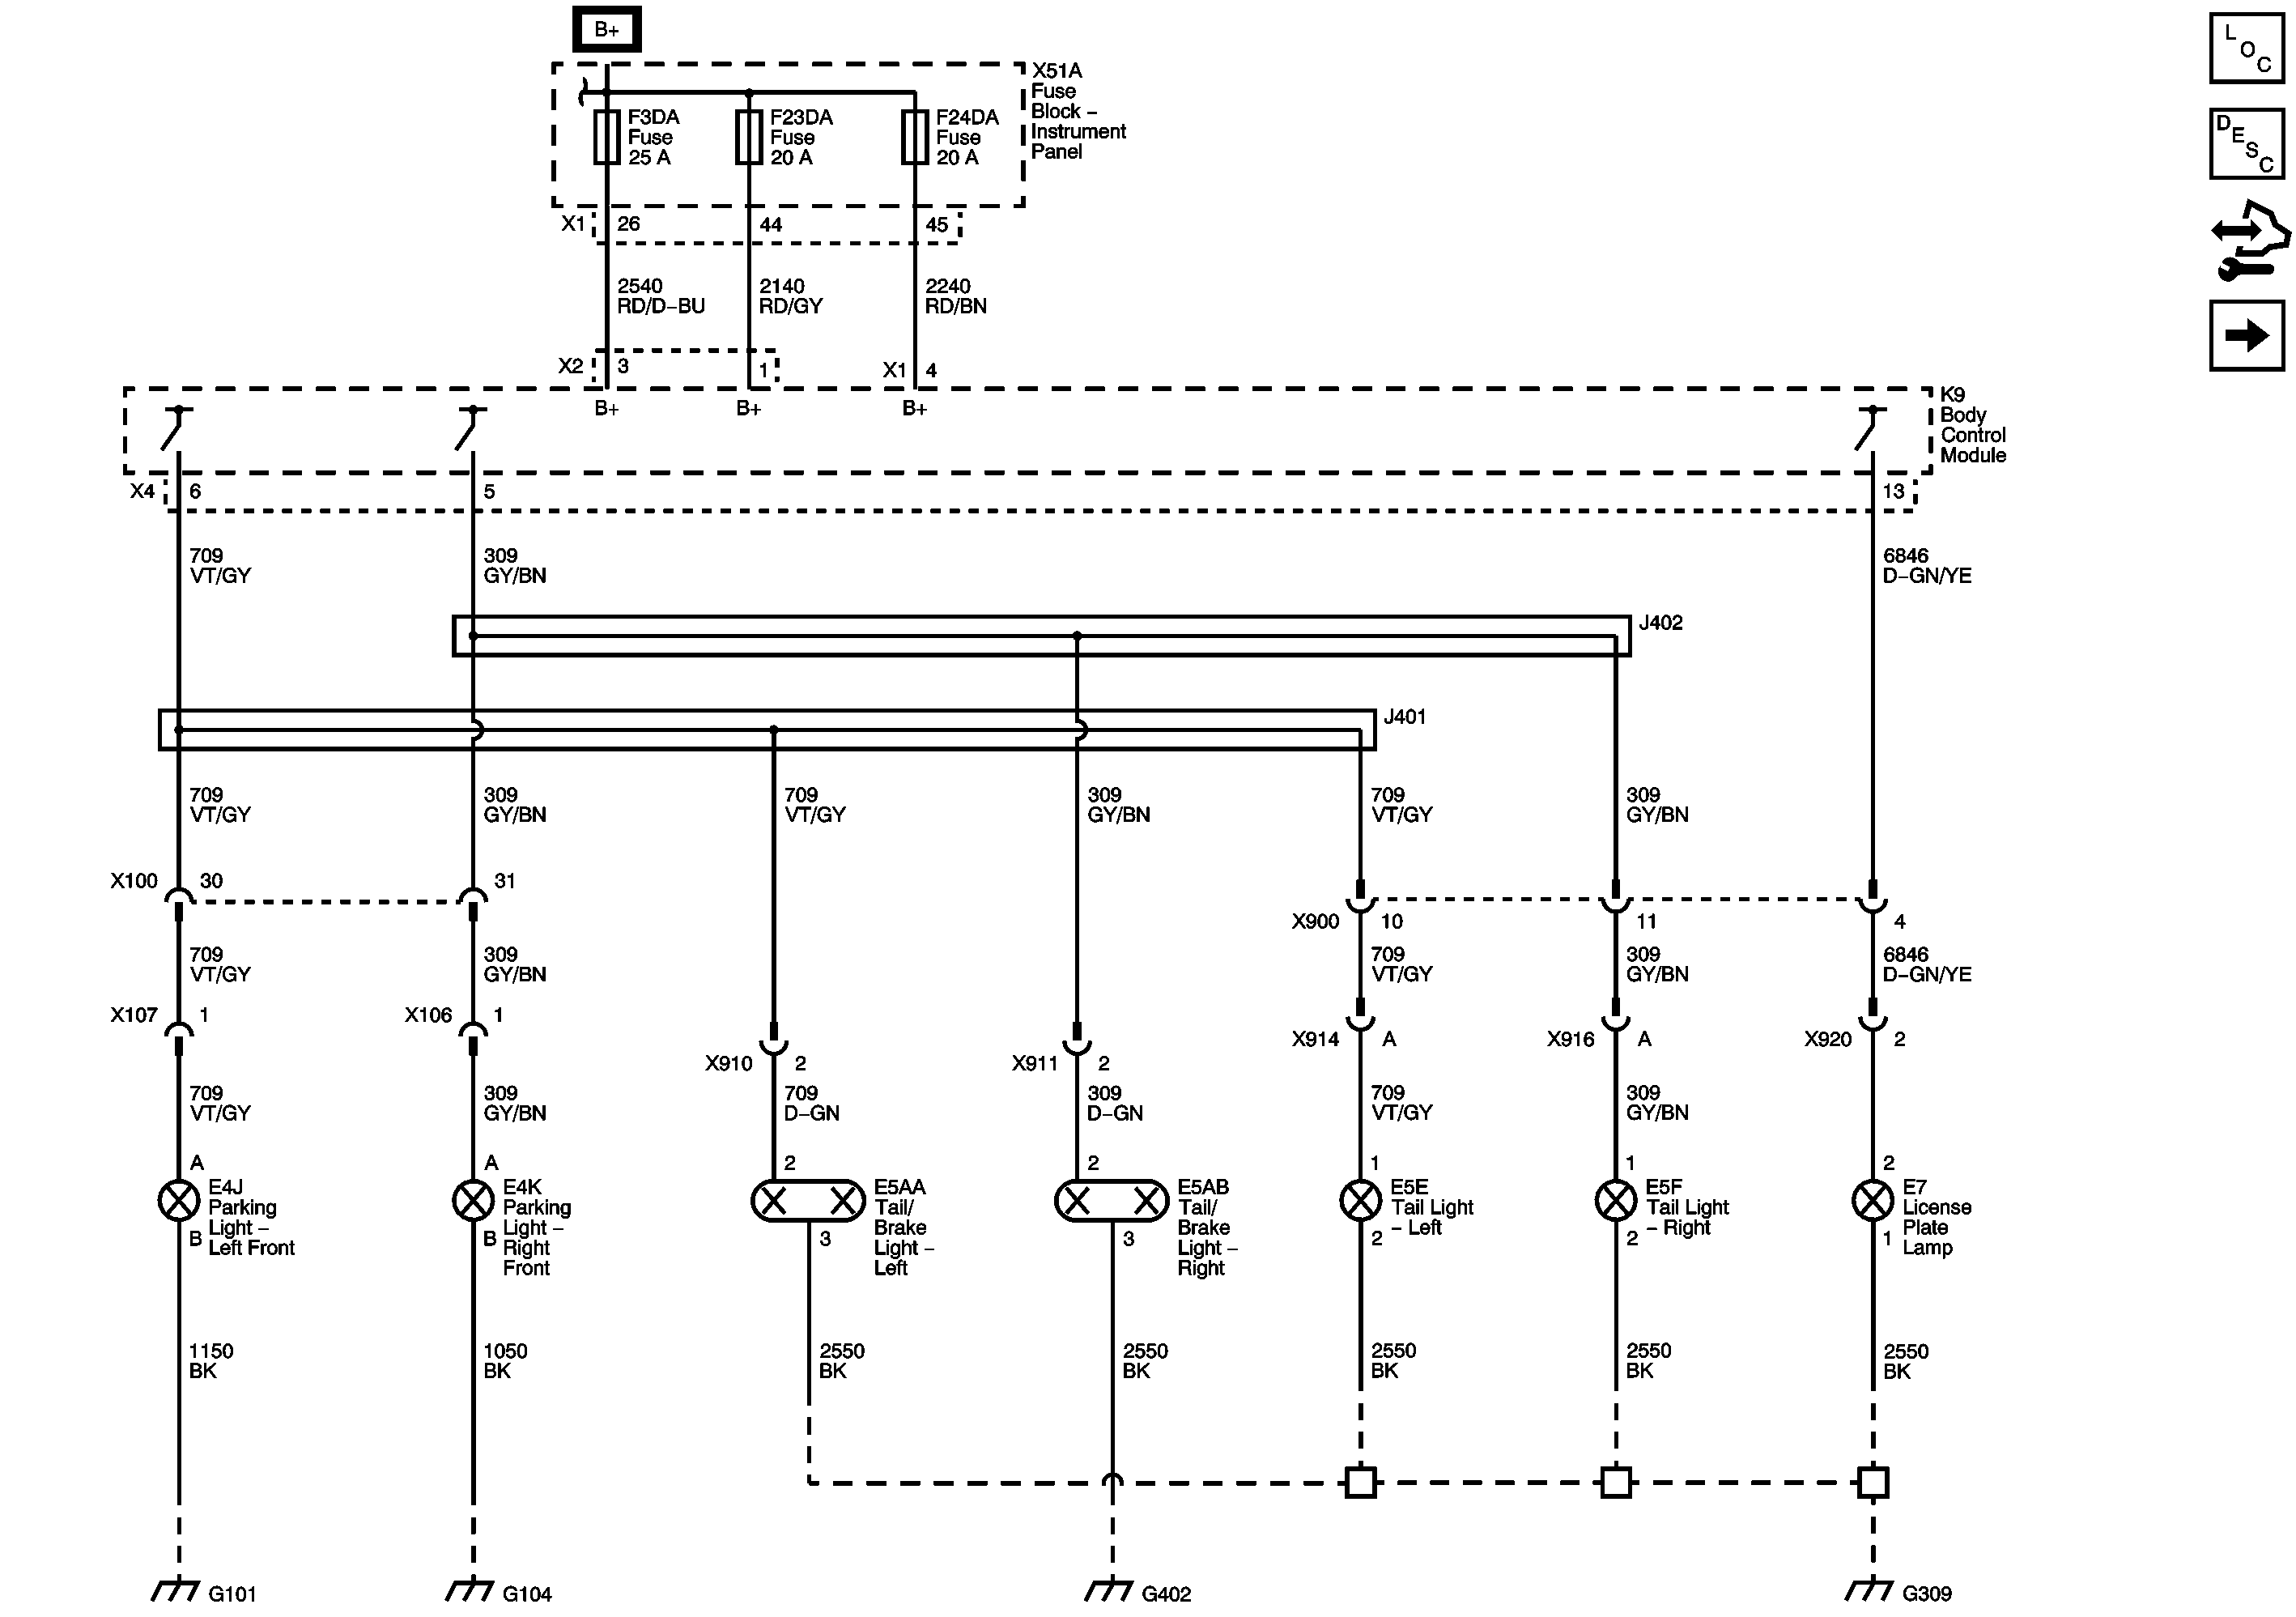 B+
L
O
C
D
E
S
C
X51A
Fuse
Block –
Instrument
Panel
F3DA
Fuse
25 A
F23DA
Fuse
20 A
F24DA
Fuse
20 A
X1
26
44
45
2540
RD/D–BU
2140
RD/GY
2240
RD/BN
X2
3
1
X1
4
B+
B+
B+
K9
Body
Control
Module
X4
6
5
13
709
VT/GY
309
GY/BN
6846
D–GN/YE
J402
J401
709
VT/GY
309
GY/BN
709
VT/GY
309
GY/BN
709
VT/GY
309
GY/BN
X100
30
31
X900
10
11
4
709
VT/GY
309
GY/BN
709
VT/GY
309
GY/BN
6846
D–GN/YE
X107
1
X106
1
X910
2
X911
2
X914
A
X916
A
X920
2
709
VT/GY
309
GY/BN
709
D–GN
309
D–GN
709
VT/GY
309
GY/BN
A
A
2
2
1
1
2
E4J
Parking
Light –
Left Front
B
E4K
Parking
Light –
Right
Front
B
E5AA
Tail/
Brake
Light –
Left
3
E5AB
Tail/
Brake
Light –
Right
3
E5E
Tail Light
– Left
2
E5F
Tail Light
– Right
2
E7
License
Plate
Lamp
1
1150
BK
1050
BK
2550
BK
2550
BK
2550
BK
2550
BK
2550
BK
G101
G104
G402
G309